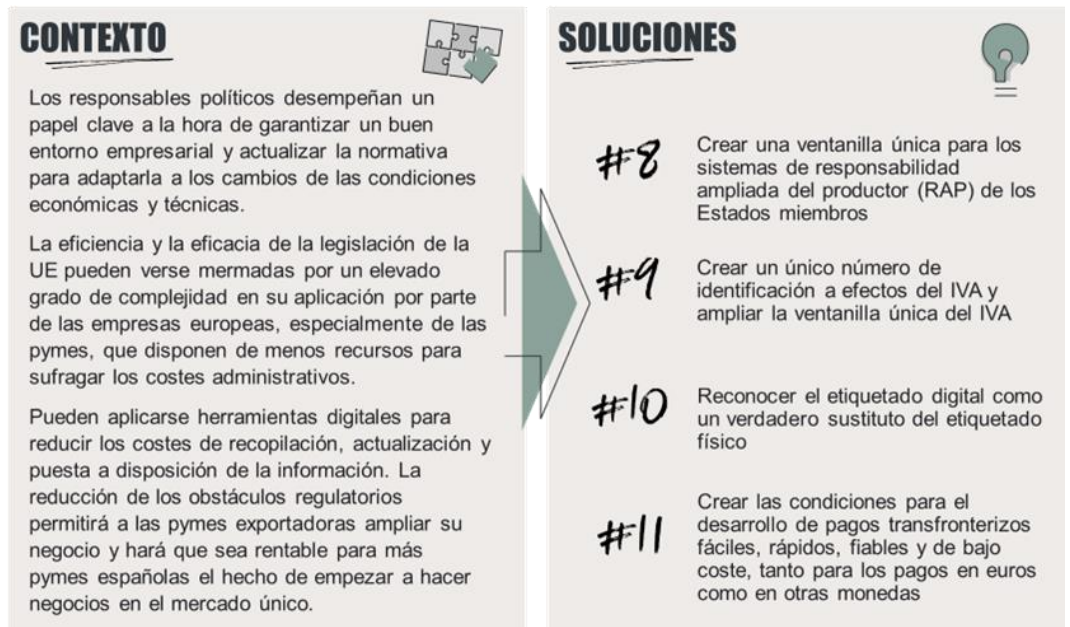 CONTEXTO
Los responsables políticos desempeñan un
papel clave a la hora de garantizar un buen
entorno empresarial y actualizar la normativa
para adaptarla a los cambios de las condiciones
económicas y técnicas.
La eficiencia y la eficacia de la legislación de la
UE pueden verse mermadas por un elevado
grado de complejidad en su aplicación por parte
de las empresas europeas, especialmente de las
pymes, que disponen de menos recursos para
sufragar los costes administrativos.
Pueden aplicarse herramientas digitales para
reducir los costes de recopilación, actualización y
puesta a disposición de la información. La
reducción de los obstáculos regulatorios
permitirá a las pymes exportadoras ampliar su
negocio y hará que sea rentable para más
pymes españolas el hecho de empezar a hacer
negocios en el mercado único.
SOLUCIONES
#8
Crear una ventanilla única para los
sistemas de responsabilidad
ampliada del productor (RAP) de los
Estados miembros
#9
Crear un único número de
identificación a efectos del IVA y
ampliar la ventanilla única del IVA
#10
Reconocer el etiquetado digital como
un verdadero sustituto del etiquetado
físico
#11
Crear las condiciones para el
desarrollo de pagos transfronterizos
fáciles, rápidos, fiables y de bajo
coste, tanto para los pagos en euros
como en otras monedas